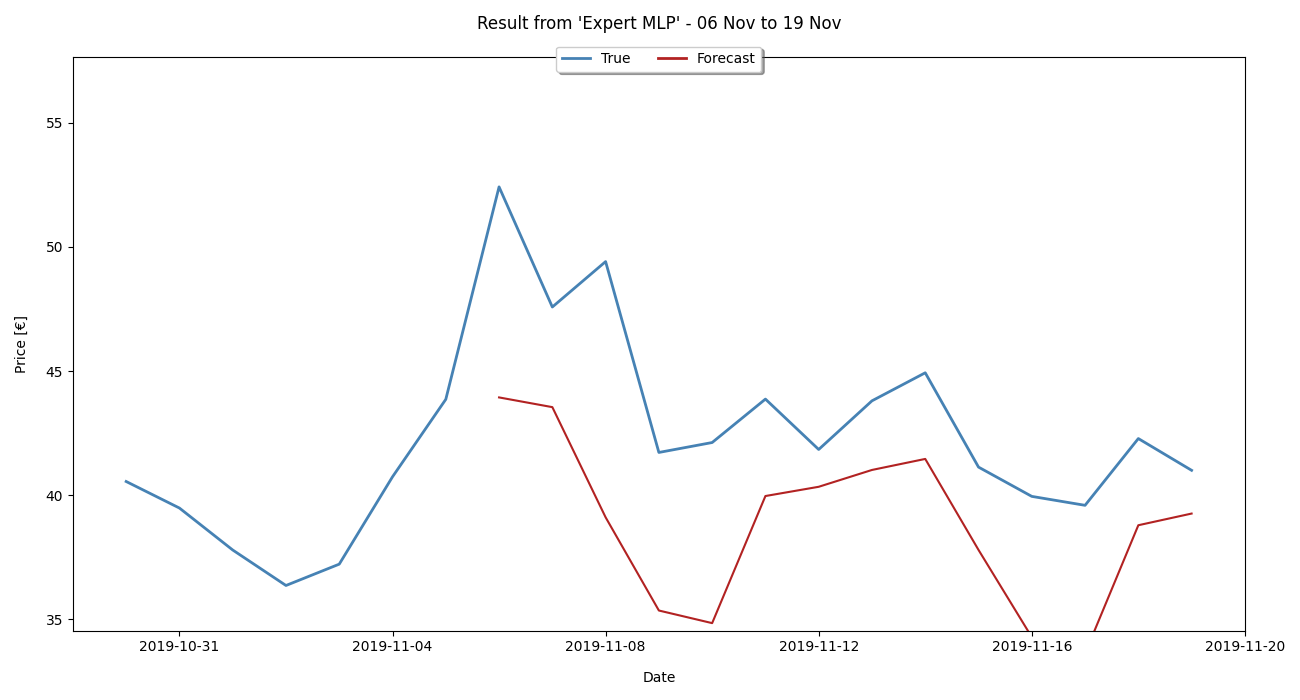 Result from 'Expert MLP' - 06 Nov to 19 Nov
True Forecast
55
50
45
40
35
Price [€]
2019-10-31 2019-11-04 2019-11-08 2019-11-12 2019-11-16 2019-11-20
Date